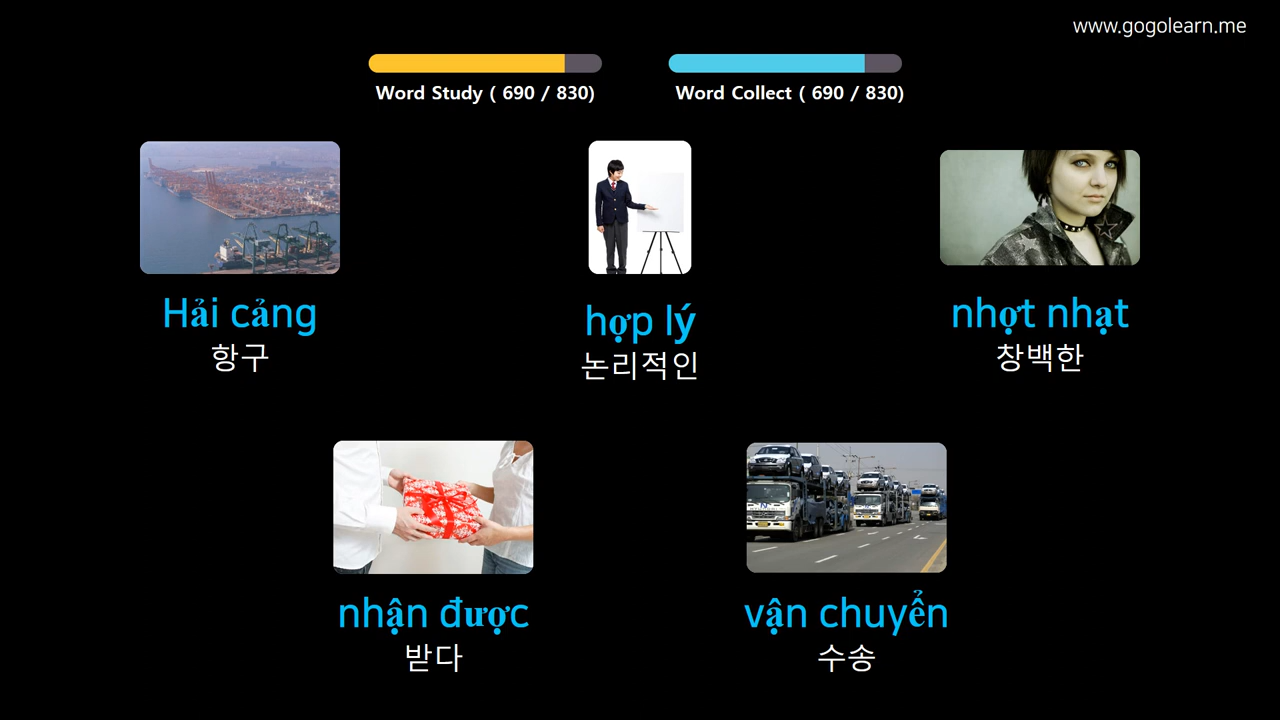 www.gogolearn.me
Word Study ( 690 / 830)
Word Collect ( 690 / 830)
Hải cảng
항구
hợp lý
논리적인
nhợt nhạt
창백한
nhận được
받다
vận chuyển
수송